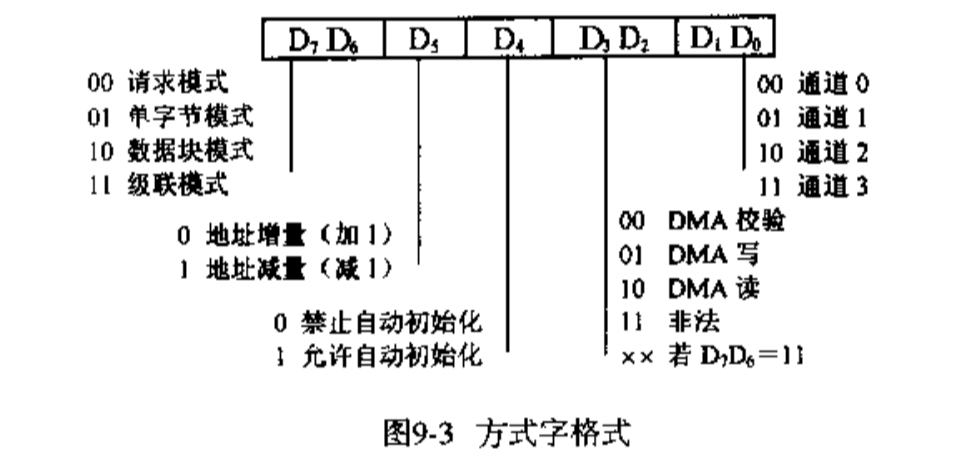 D₇ D₆ D₅ D₄ D₃ D₂ D₁ D₀
00 请求模式
01 单字节模式
10 数据块模式
11 级联模式
00 通道 0
01 通道 1
10 通道 2
11 通道 3
0 地址增量（加 1）
1 地址减量（减 1）
00 DMA 校验
01 DMA 写
10 DMA 读
11 非法
×× 若 D₇D₆＝11
0 禁止自动初始化
1 允许自动初始化
图9-3 方式字格式